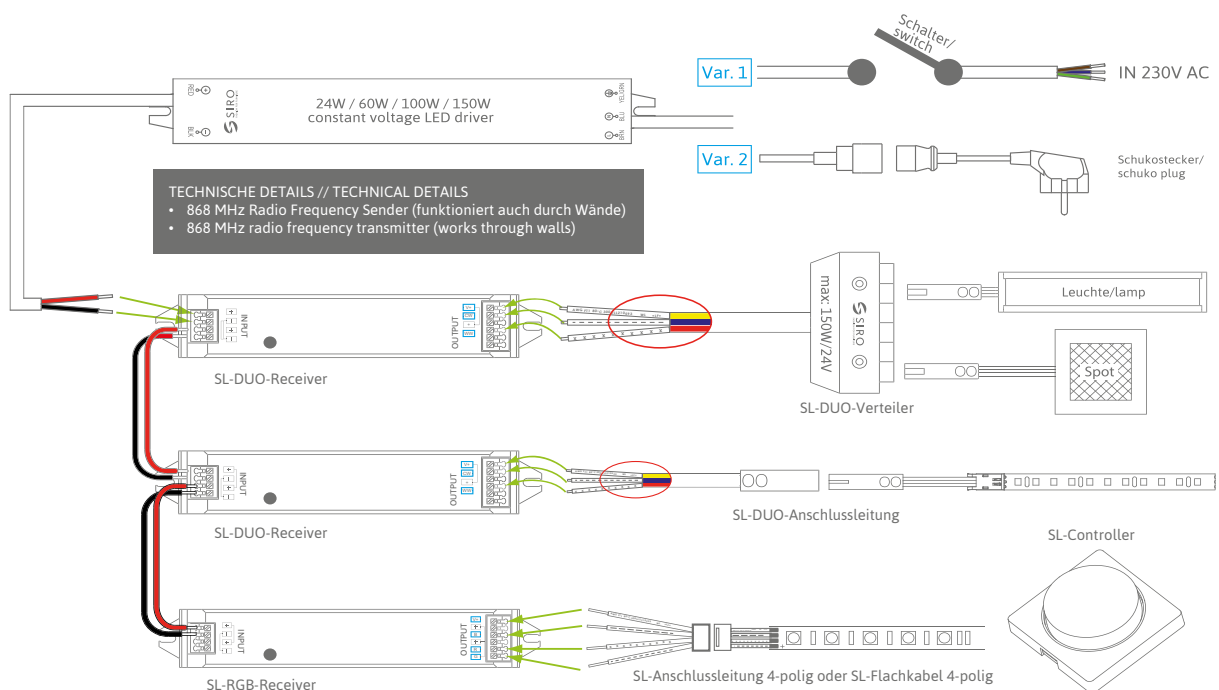 Schalter/
switch
Var. 1
IN 230V AC
RED
BLK
SIRO
24W / 60W / 100W / 150W
constant voltage LED driver
YEL/GRN
BLU
BRN
Var. 2
Schukostecker/
schuko plug
TECHNISCHE DETAILS // TECHNICAL DETAILS
• 868 MHz Radio Frequency Sender (funktioniert auch durch Wände)
• 868 MHz radio frequency transmitter (works through walls)
INPUT
OUTPUT
V+
CW
WW
max: 150W/24V
SIRO
Leuchte/lamp
Spot
SL-DUO-Receiver
SL-DUO-Verteiler
INPUT
OUTPUT
V+
CW
WW
SL-DUO-Receiver
SL-DUO-Anschlussleitung
SL-Controller
INPUT
OUTPUT
SL-RGB-Receiver
SL-Anschlussleitung 4-polig oder SL-Flachkabel 4-polig